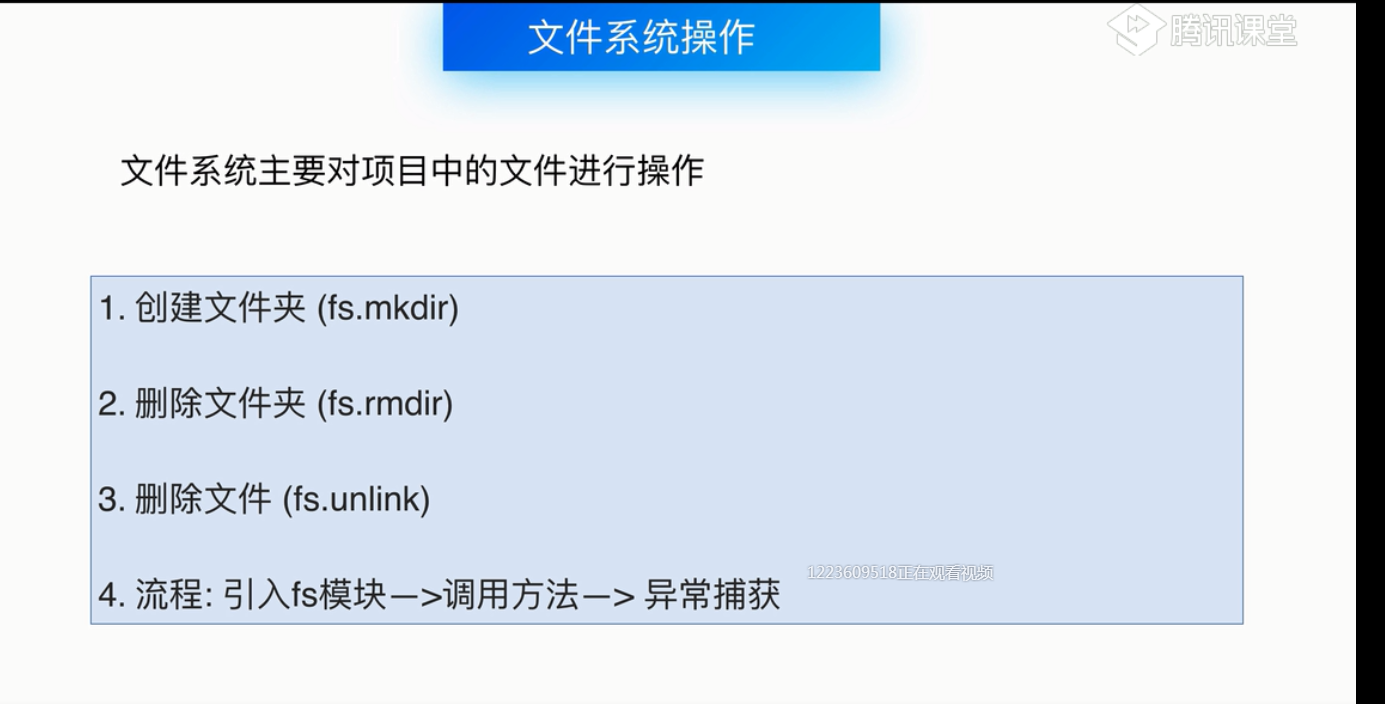 文件系统操作
腾讯课堂
文件系统主要对项目中的文件进行操作
1. 创建文件夹 (fs.mkdir)
2. 删除文件夹 (fs.rmdir)
3. 删除文件 (fs.unlink)
1223609518正在观看视频
4. 流程: 引入fs模块—>调用方法—> 异常捕获